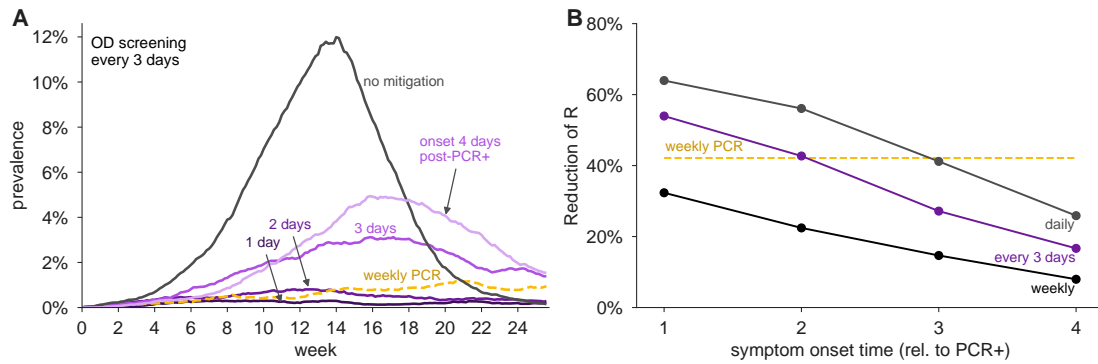 A
OD screening
every 3 days
12%
10%
8%
6%
4%
2%
0%
prevalence
no mitigation
onset 4 days
post-PCR+
2 days
1 day
3 days
weekly PCR
0 2 4 6 8 10 12 14 16 18 20 22 24
week
B
80%
60%
40%
20%
0%
Reduction of R
weekly PCR
daily
every 3 days
weekly
1 2 3 4
symptom onset time (rel. to PCR+)